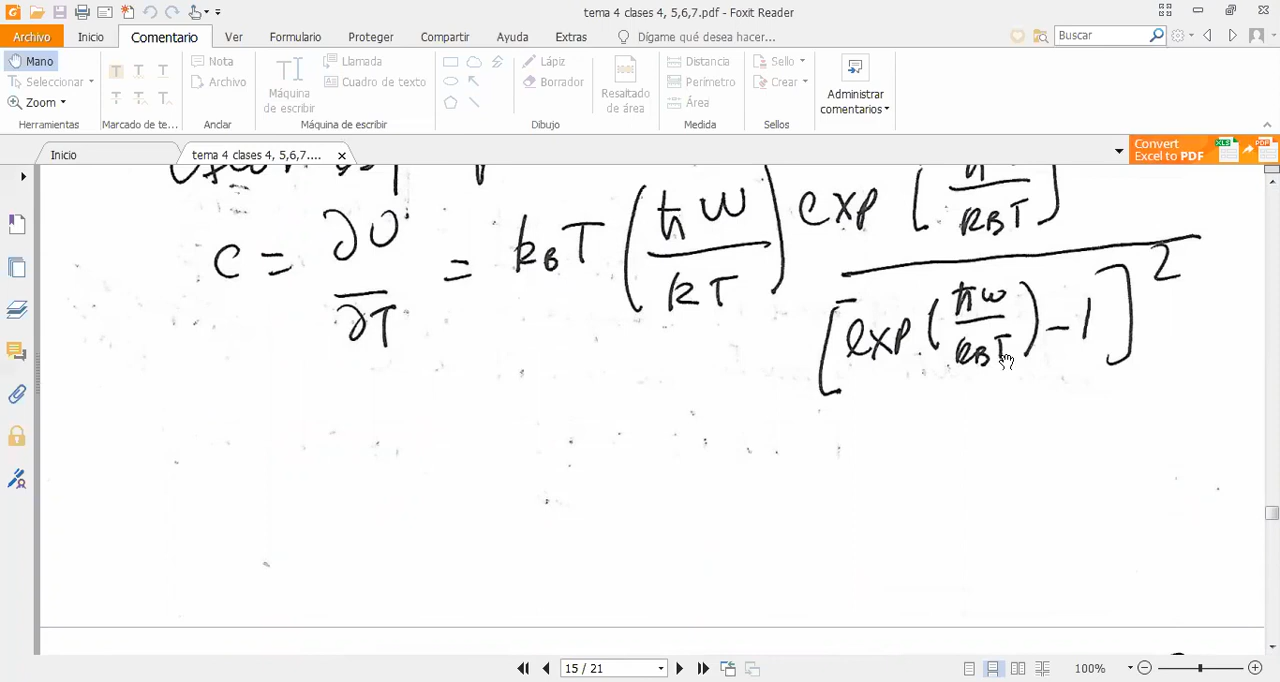 tema 4 clases 4, 5,6,7.pdf - Foxit Reader
Archivo Inicio Comentario Ver Formulario Proteger Compartir Ayuda Extras Dígame qué desea hacer... Buscar
Mano Nota Llamada Lápiz Distancia Sello
Seleccionar Archivo Máquina de escribir Cuadro de texto Borrador Resaltado de área Perímetro Crear Administrar comentarios
Zoom Área
Herramientas Marcado de te... Anclar Máquina de escribir Dibujo Medida Sellos
Inicio tema 4 clases 4, 5,6,7.... Convert Excel to PDF
c = ∂U/∂T = k_B T (ħω/kT) exp[ħ/k_B T] / [exp(ħω/k_B T) - 1]^2
15 / 21 100%